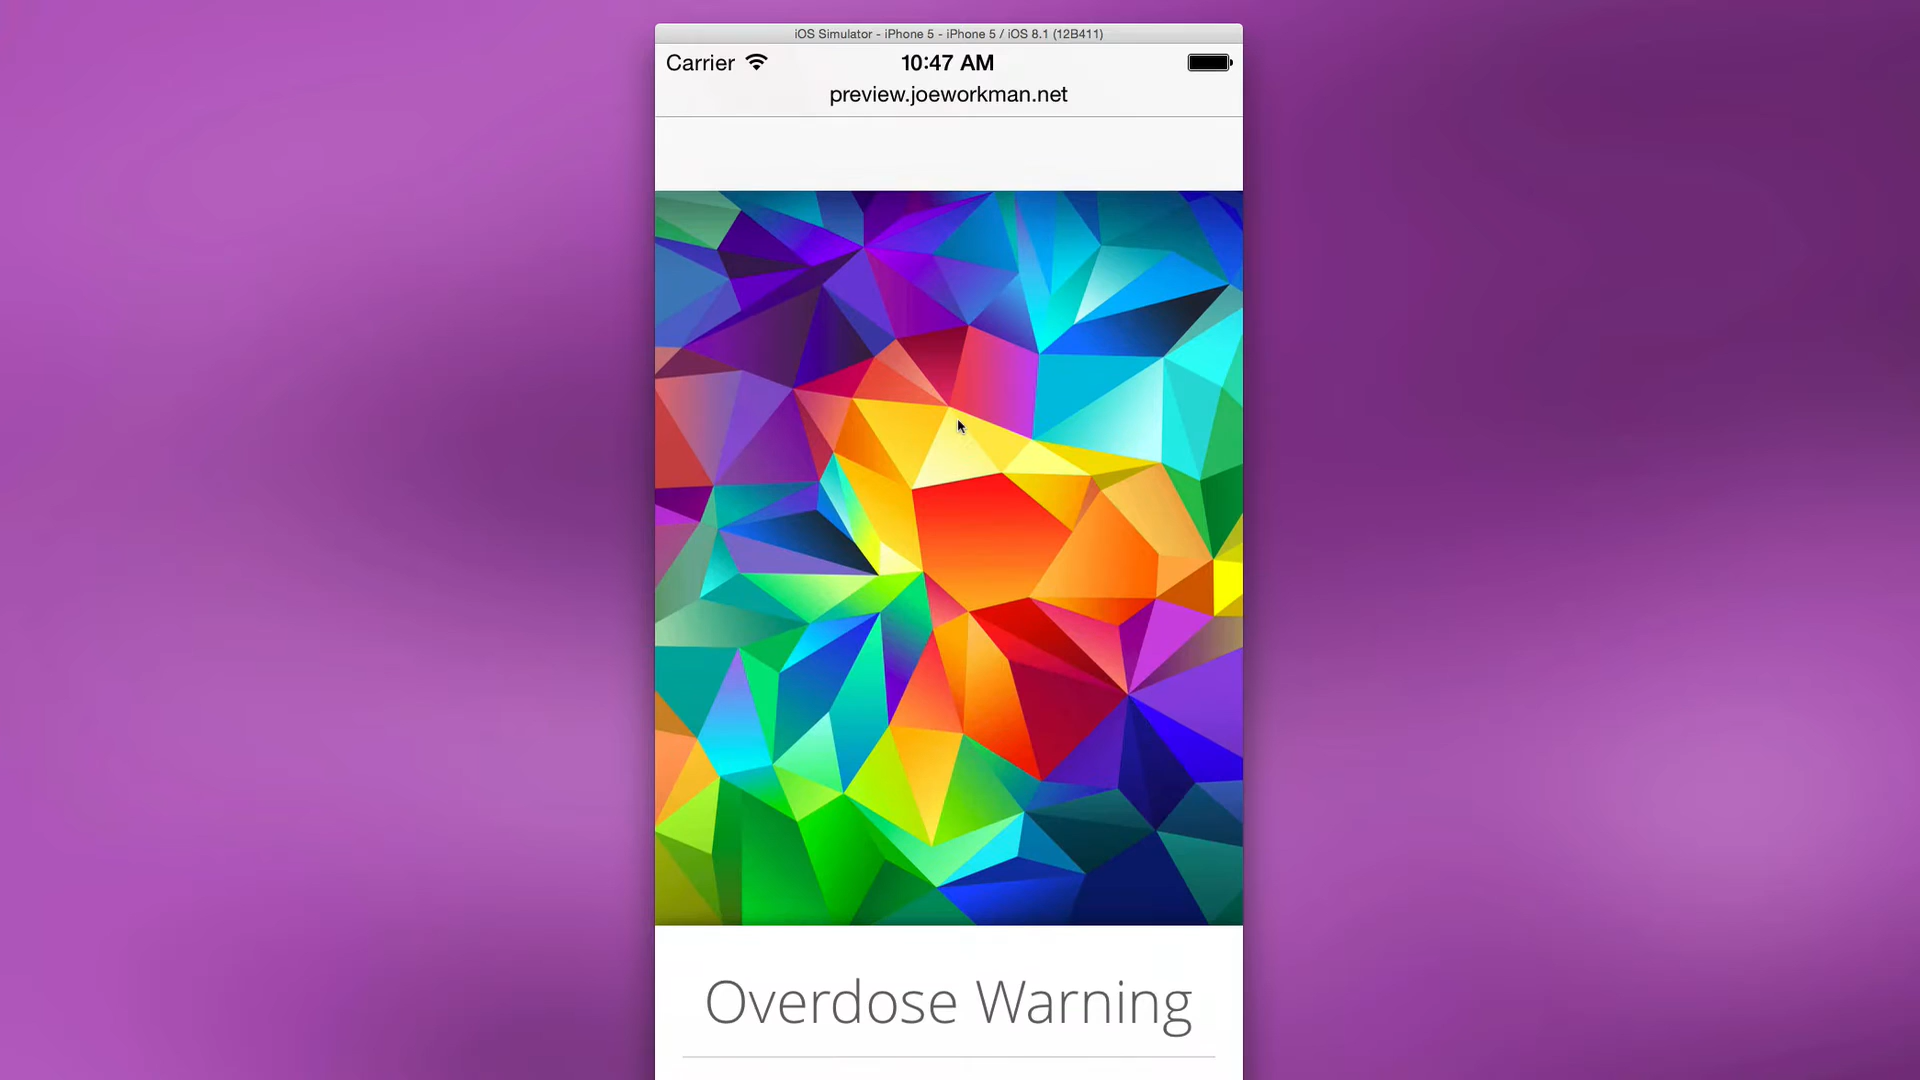 iOS Simulator - iPhone 5 - iPhone 5 / iOS 8.1 (12B411)
Carrier 10:47 AM
preview.joeworkman.net
Overdose Warning